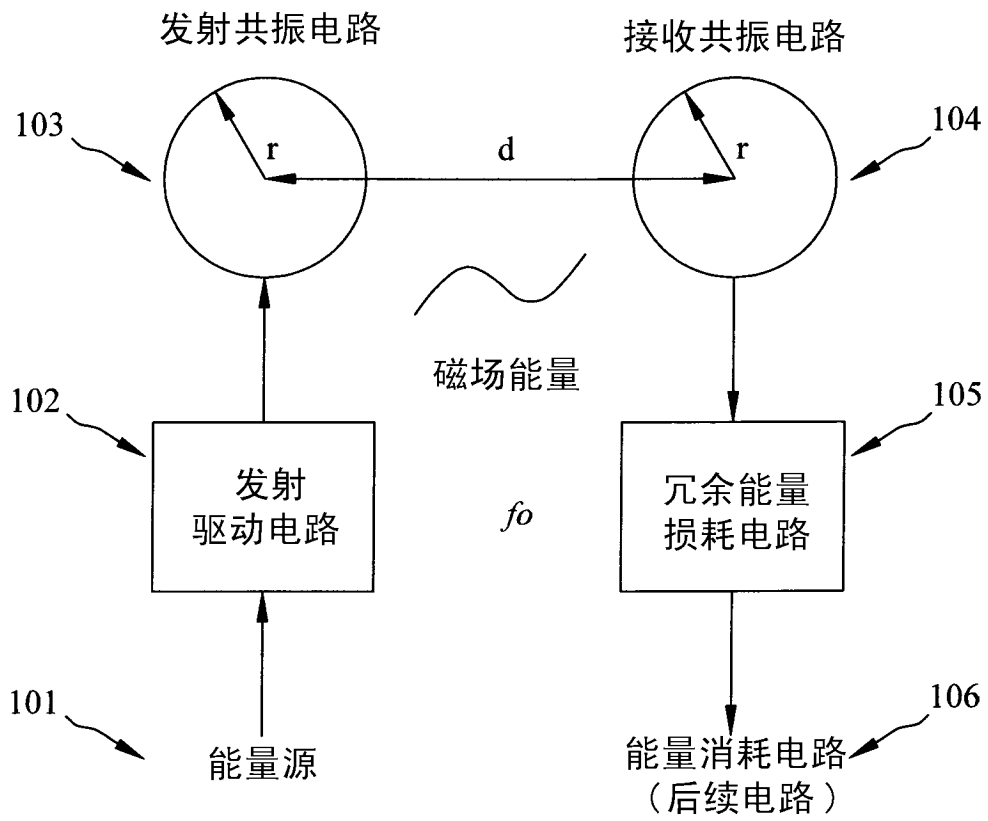 发射共振电路
接收共振电路
103
r
d
r
104
磁场能量
102
105
发射
驱动电路
fo
冗余能量
损耗电路
101
106
能量源
能量消耗电路
（后续电路）